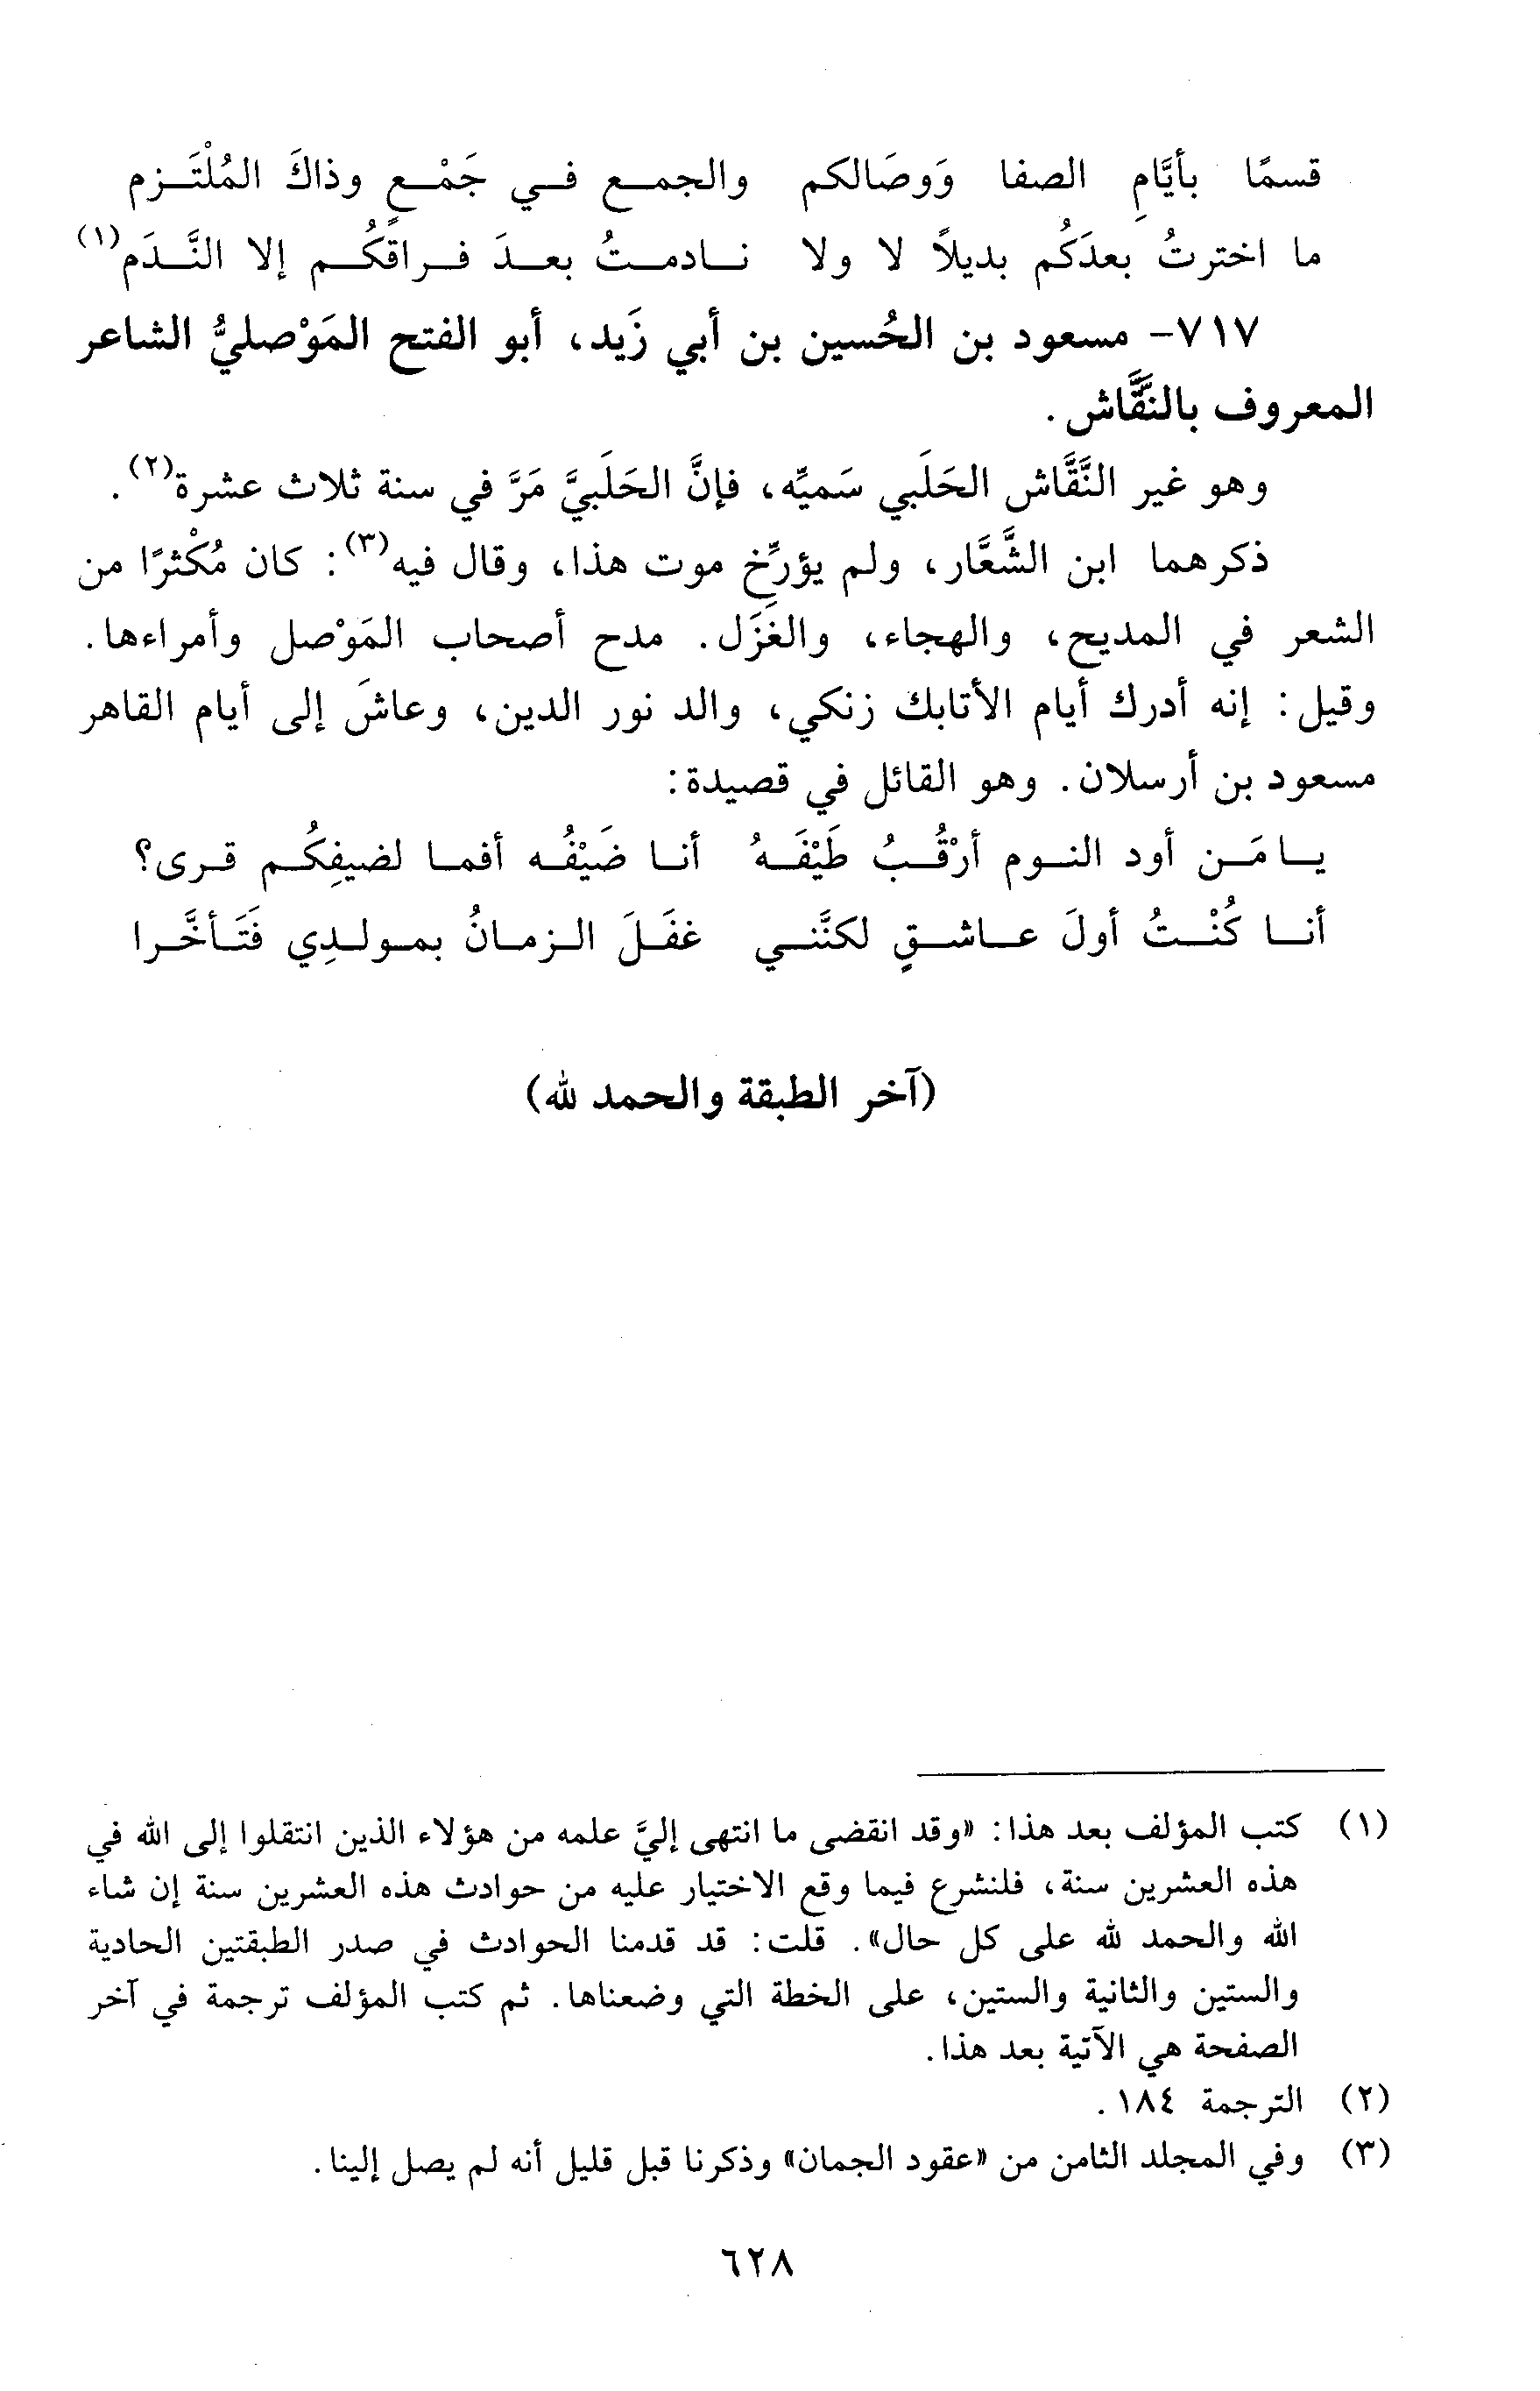 قسمًا بأيَّامِ الصفا وَوصَالكم والجمع في جَمْعٍ وذاكَ المُلْتَزم
ما اخترتُ بعدَكُم بديلاً لا ولا نادمتُ بعدَ فراقكُم إلا النَّدَم(١)
٧١٧- مسعود بن الحُسين بن أبي زَيد، أبو الفتح المَوْصليُّ الشاعر
المعروف بالنَّقَّاش.
وهو غير النَّقَّاش الحَلَبي سَميِّه، فإنَّ الحَلَبيَّ مَرَّ في سنة ثلاث عشرة(٢).
ذكرهما ابن الشَّعَّار، ولم يؤرِّخ موت هذا، وقال فيه(٣): كان مُكْثرًا من
الشعر في المديح، والهجاء، والغَزَل. مدح أصحاب المَوْصل وأمراءها.
وقيل: إنه أدرك أيام الأتابك زنكي، والد نور الدين، وعاشَ إلى أيام القاهر
مسعود بن أرسلان. وهو القائل في قصيدة:
يا مَن أود النوم أرْقُبُ طَيْفَهُ أنا ضَيْفُه أفما لضيفِكُم قرى؟
أنا كُنْتُ أولَ عاشقٍ لكنَّني غفَلَ الزمانُ بمولدِي فتَأخَّرا
(آخر الطبقة والحمد لله)
(١) كتب المؤلف بعد هذا: «وقد انقضى ما انتهى إليَّ علمه من هؤلاء الذين انتقلوا إلى الله في
هذه العشرين سنة، فلنشرع فيما وقع الاختيار عليه من حوادث هذه العشرين سنة إن شاء
الله والحمد لله على كل حال». قلت: قد قدمنا الحوادث في صدر الطبقتين الحادية
والستين والثانية والستين، على الخطة التي وضعناها. ثم كتب المؤلف ترجمة في آخر
الصفحة هي الآتية بعد هذا.
(٢) الترجمة ١٨٤.
(٣) وفي المجلد الثامن من «عقود الجمان» وذكرنا قبل قليل أنه لم يصل إلينا.
٦٢٨